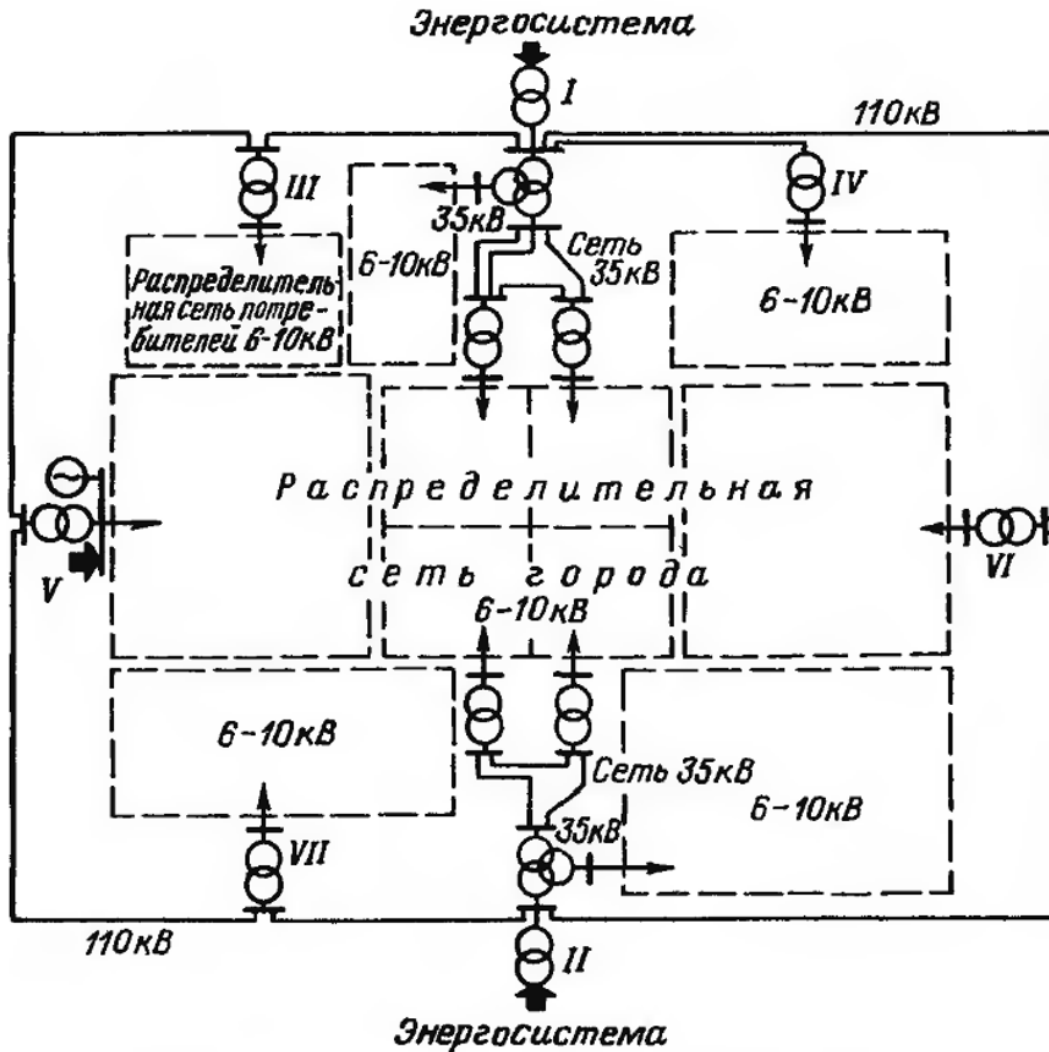 Энергосистема
I
110кВ
III
IV
35кВ
Сеть
35кВ
6-10кВ
Распределитель-
ная сеть потре-
бителей 6-10кВ
6-10кВ
Распределительная
V
VI
сеть города
6-10кВ
6-10кВ
Сеть 35кВ
6-10кВ
35кВ
VII
110кВ
II
Энергосистема